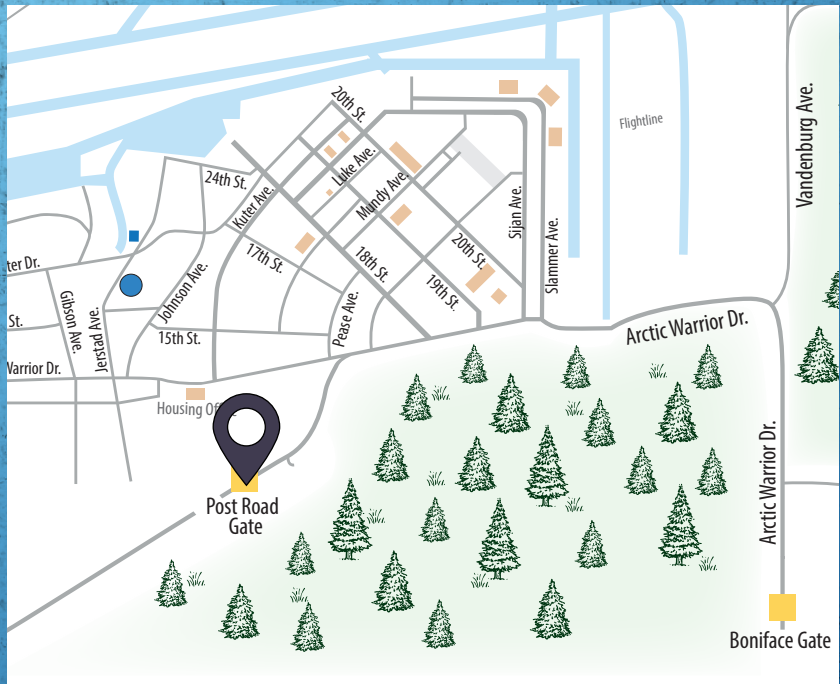 20th St.
Flightline
Vandenburg Ave.
Luke Ave.
24th St.
Kuter Ave.
Mundy Ave.
Sijan Ave.
Slammer Ave.
ter Dr.
17th St.
18th St.
20th St.
19th St.
Johnson Ave.
Gibson Ave.
Jerstad Ave.
St.
15th St.
Pease Ave.
Arctic Warrior Dr.
Warrior Dr.
Housing Of
Arctic Warrior Dr.
Post Road
Gate
Boniface Gate